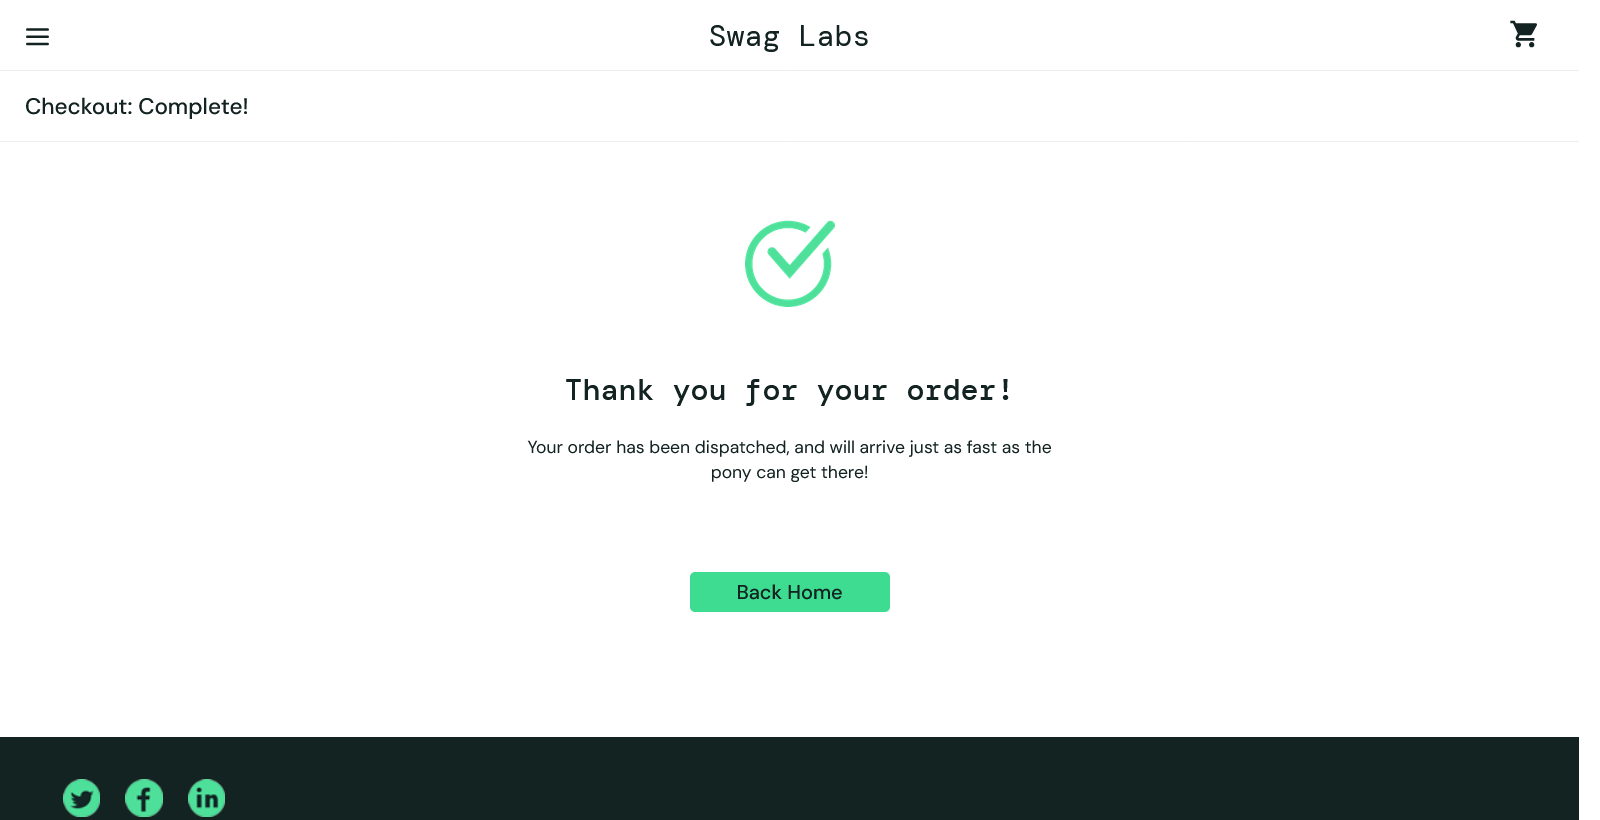 Swag Labs
Checkout: Complete!
Thank you for your order!
Your order has been dispatched, and will arrive just as fast as the
pony can get there!
Back Home